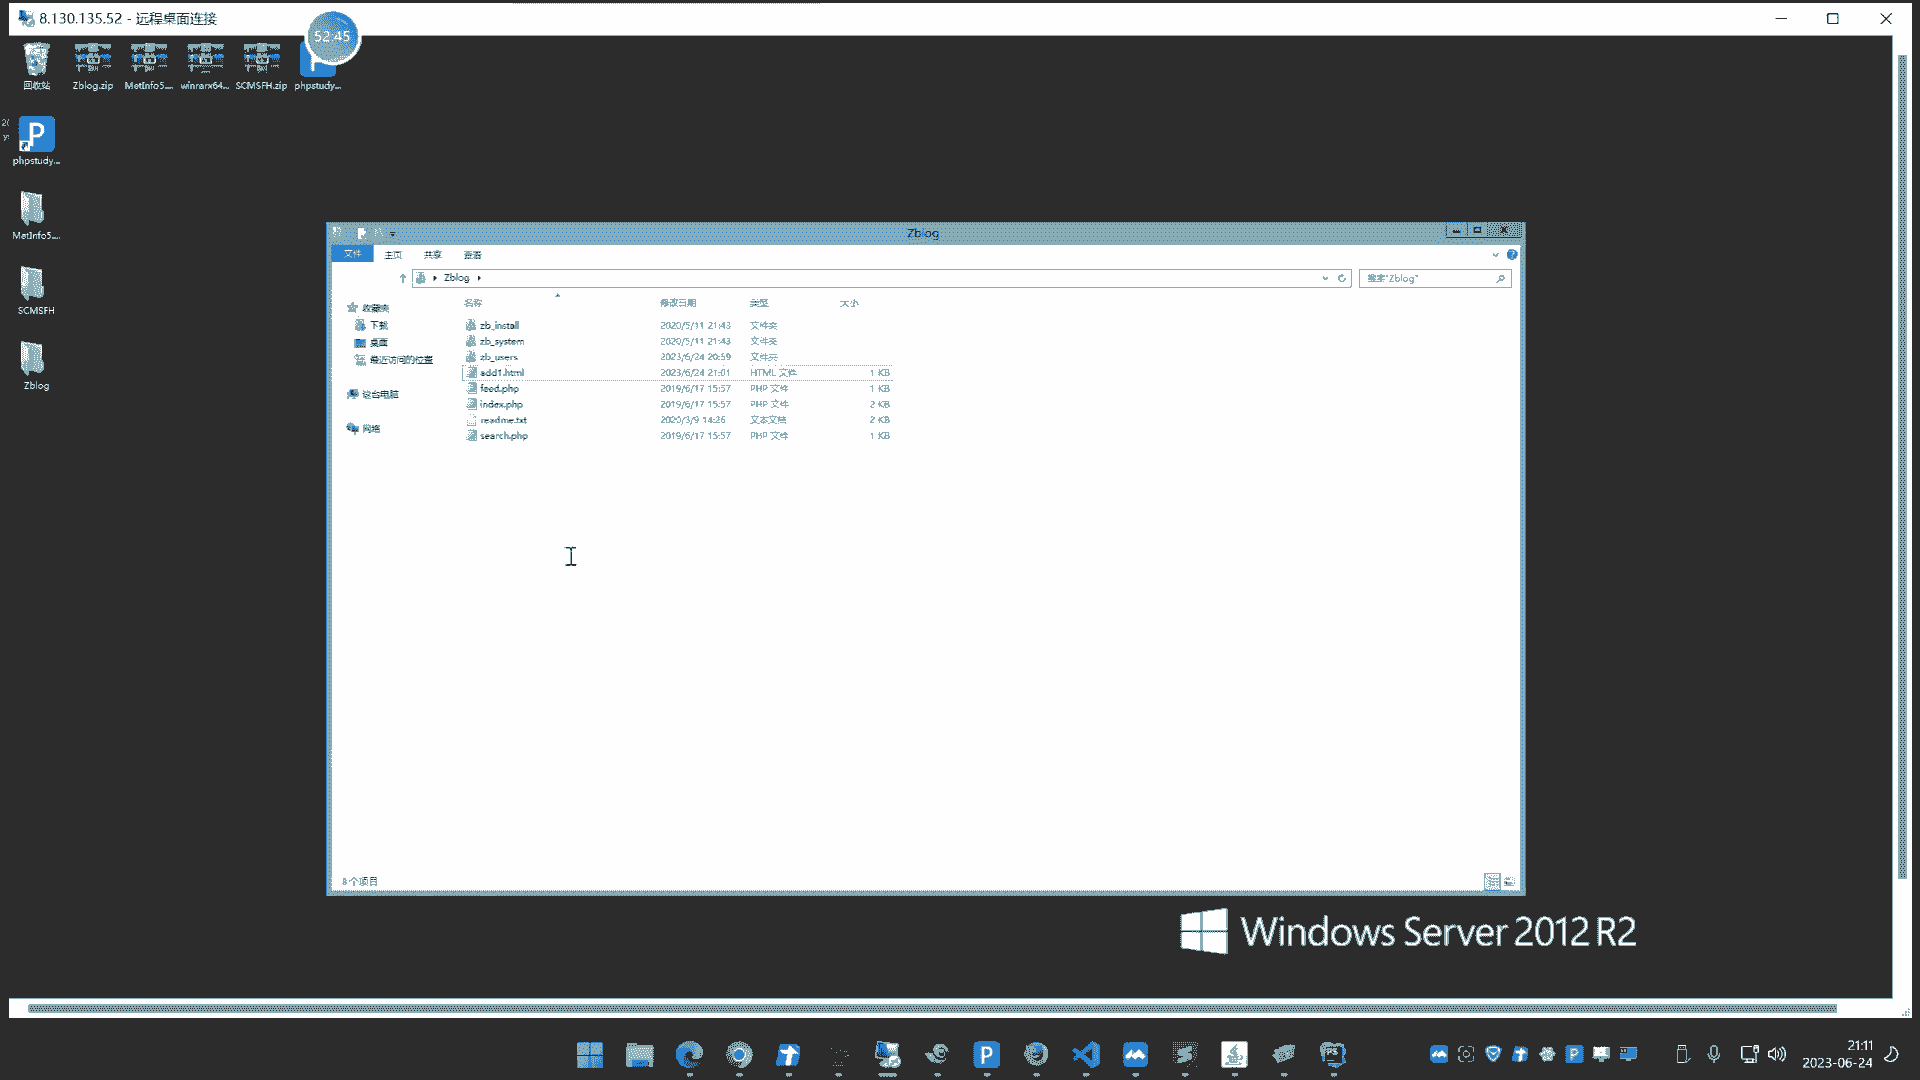 8.130.135.52 - 远程桌面连接
52:45
回收站
Zblog.zip
MetInfo5....
winrarx64...
SCMSFH.zip
phpstudy...
phpstudy...
MetInfo5....
SCMSFH
Zblog
Zblog
文件
主页
共享
查看
Zblog
搜索"Zblog"
名称
修改日期
类型
大小
收藏夹
下载
桌面
最近访问的位置
这台电脑
网络
zb_install 2020/5/11 21:43 文件夹
zb_system 2020/5/11 21:43 文件夹
zb_users 2023/6/24 20:59 文件夹
add1.html 2023/6/24 21:01 HTML 文件 1 KB
feed.php 2019/6/17 15:57 PHP 文件 1 KB
index.php 2019/6/17 15:57 PHP 文件 2 KB
readme.txt 2020/3/9 14:26 文本文档 2 KB
search.php 2019/6/17 15:57 PHP 文件 1 KB
8 个项目
Windows Server 2012 R2
21:11
2023-06-24